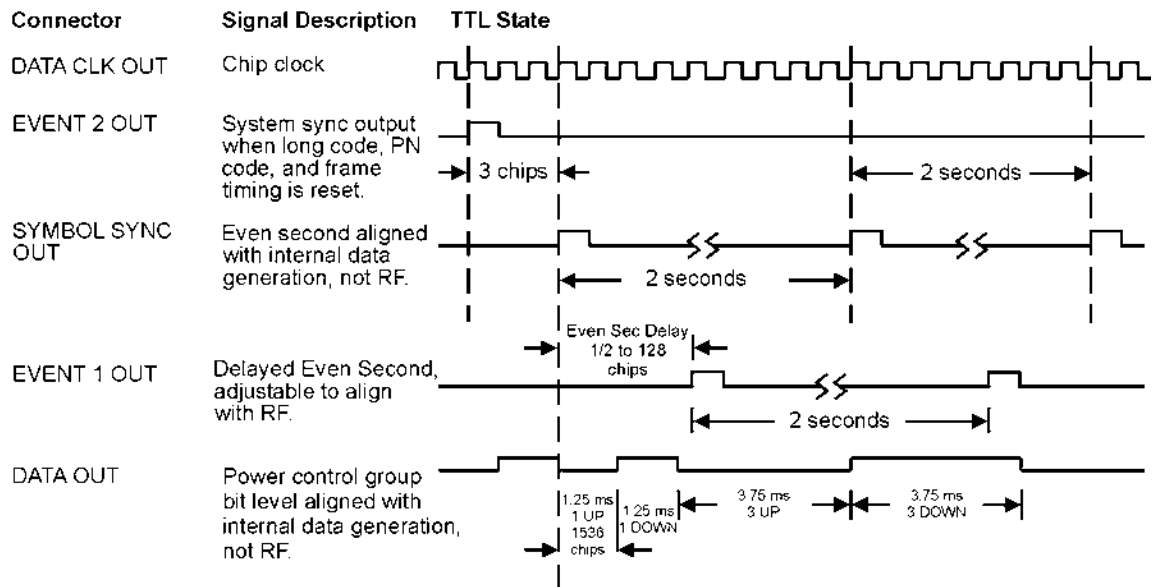 Connector Signal Description TTL State
DATA CLK OUT Chip clock
EVENT 2 OUT System sync output
when long code, PN
code, and frame
timing is reset.
3 chips 2 seconds
SYMBOL SYNC
OUT
Even second aligned
with internal data
generation, not RF.
2 seconds
Even Sec Delay
1/2 to 128
chips
EVENT 1 OUT Delayed Even Second,
adjustable to align
with RF.
2 seconds
DATA OUT Power control group
bit level aligned with
internal data generation,
not RF.
1.25 ms
1 UP
1536
chips
1.25 ms
1 DOWN
3.75 ms
3 UP
3.75 ms
3 DOWN